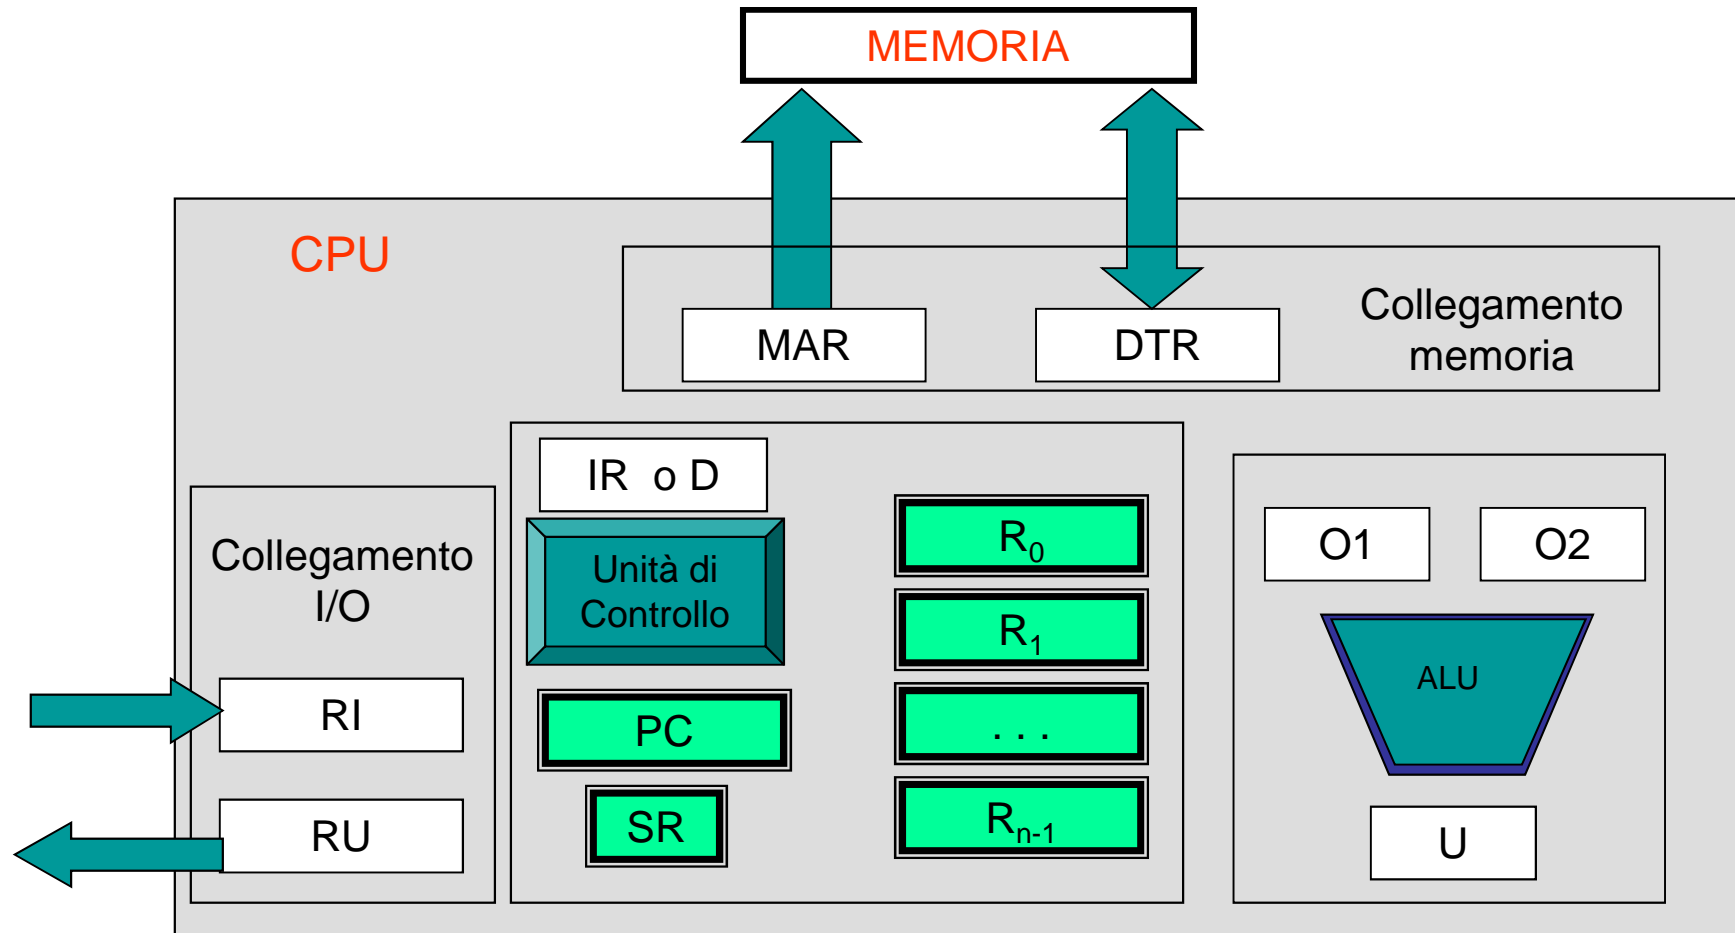 MEMORIA
CPU
MAR
DTR
Collegamento
memoria
IR o D
Unità di
Controllo
PC
SR
R0
R1
. . .
Rn-1
Collegamento
I/O
RI
RU
O1
O2
ALU
U